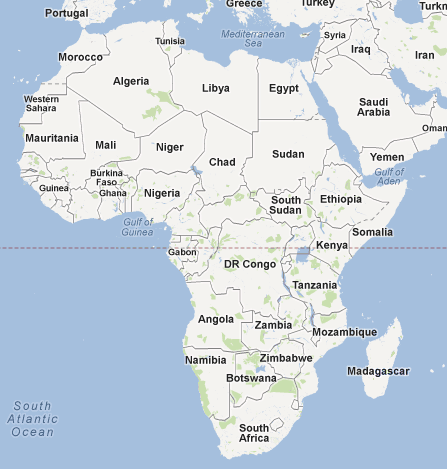 Portugal
Greece
Turkey
Turkm
Mediterranean
Sea
Tunisia
Syria
Iraq
Iran
Morocco
Algeria
Libya
Egypt
Western
Sahara
Saudi
Arabia
Oman
Mauritania
Mali
Niger
Chad
Sudan
Yemen
Gulf of
Aden
Guinea
Burkina
Faso
Ghana
Nigeria
South
Sudan
Ethiopia
Gulf of
Guinea
Somalia
Gabon
DR Congo
Kenya
Tanzania
Angola
Zambia
Mozambique
Namibia
Zimbabwe
Botswana
Madagascar
South
Atlantic
Ocean
South
Africa